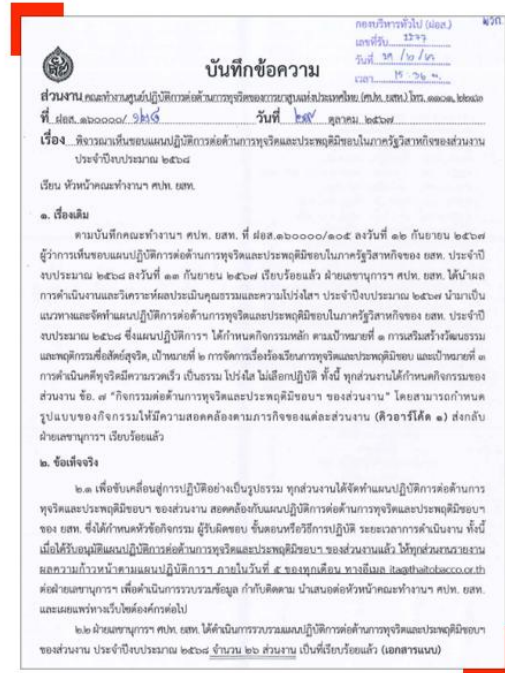 กองบริหารทั่วไป (ฝอส.)
เลขที่รับ
วันที่
เวลา
บันทึกข้อความ
ส่วนงาน คณะทำงานศูนย์ปฏิบัติการต่อต้านการทุจริตของการยาสูบแห่งประเทศไทย (ศปท. ยสท.) โทร.
ที่ ฝอส. ๑๖๐๐๐๐/ วันที่ ตุลาคม ๒๕๖๗
เรื่อง พิจารณาเห็นชอบแผนปฏิบัติการต่อต้านการทุจริตและประพฤติมิชอบในภาครัฐวิสาหกิจของส่วนงาน
ประจำปีงบประมาณ ๒๕๖๘
เรียน หัวหน้าคณะทำงานฯ ศปท. ยสท.
๑. เรื่องเดิม
ตามบันทึกคณะทำงานฯ ศปท. ยสท. ที่ ฝอส.๑๖๐๐๐๐/๑๐๕ ลงวันที่ ๑๒ กันยายน ๒๕๖๗
ผู้ว่าการเห็นชอบแผนปฏิบัติการต่อต้านการทุจริตและประพฤติมิชอบในภาครัฐวิสาหกิจของ ยสท. ประจำปี
งบประมาณ ๒๕๖๘ ลงวันที่ ๑๓ กันยายน ๒๕๖๗ เรียบร้อยแล้ว ฝ่ายเลขานุการฯ ศปท. ยสท. ได้นำผล
การดำเนินงานและวิเคราะห์ผลประเมินคุณธรรมและความโปร่งใสฯ ประจำปีงบประมาณ ๒๕๖๗ นำมาเป็น
แนวทางและจัดทำแผนปฏิบัติการต่อต้านการทุจริตและประพฤติมิชอบในภาครัฐวิสาหกิจของ ยสท. ประจำปี
งบประมาณ ๒๕๖๘ ซึ่งแผนปฏิบัติการฯ ได้กำหนดกิจกรรมหลัก ตามเป้าหมายที่ ๑ การเสริมสร้างวัฒนธรรม
และพฤติกรรมซื่อสัตย์สุจริต, เป้าหมายที่ ๒ การจัดการเรื่องร้องเรียนการทุจริตและประพฤติมิชอบ และเป้าหมายที่ ๓
การดำเนินคดีทุจริตมีความรวดเร็ว เป็นธรรม โปร่งใส ไม่เลือกปฏิบัติ ทั้งนี้ ทุกส่วนงานได้กำหนดกิจกรรมของ
ส่วนงาน ข้อ. ๗ "กิจกรรมต่อต้านการทุจริตและประพฤติมิชอบฯ ของส่วนงาน" โดยสามารถกำหนด
รูปแบบของกิจกรรมให้มีความสอดคล้องตามภารกิจของแต่ละส่วนงาน (คิวอาร์โค้ด ๑) ส่งกลับ
ฝ่ายเลขานุการฯ เรียบร้อยแล้ว
๒. ข้อเท็จจริง
๒.๑ เพื่อขับเคลื่อนสู่การปฏิบัติอย่างเป็นรูปธรรม ทุกส่วนงานได้จัดทำแผนปฏิบัติการต่อต้านการ
ทุจริตและประพฤติมิชอบฯ ของส่วนงาน สอดคล้องกับแผนปฏิบัติการต่อต้านการทุจริตและประพฤติมิชอบฯ
ของ ยสท. ซึ่งได้กำหนดหัวข้อกิจกรรม ผู้รับผิดชอบ ขั้นตอนหรือวิธีการปฏิบัติ ระยะเวลาการดำเนินงาน ทั้งนี้
เมื่อได้รับอนุมัติแผนปฏิบัติการต่อต้านการทุจริตและประพฤติมิชอบฯ ของส่วนงานแล้ว ให้ทุกส่วนงานรายงาน
ผลความก้าวหน้าตามแผนปฏิบัติการฯ ภายในวันที่ ๕ ของทุกเดือน ทางอีเมล ita@thaitobacco.or.th
ต่อฝ่ายเลขานุการฯ เพื่อดำเนินการรวบรวมข้อมูล กำกับติดตาม นำเสนอต่อหัวหน้าคณะทำงานฯ ศปท. ยสท.
และเผยแพร่ทางเว็บไซต์องค์กรต่อไป
๒.๒ ฝ่ายเลขานุการฯ ศปท. ยสท. ได้ดำเนินการรวบรวมแผนปฏิบัติการต่อต้านการทุจริตและประพฤติมิชอบฯ
ของส่วนงาน ประจำปีงบประมาณ ๒๕๖๘ จำนวน ๒๖ ส่วนงาน เป็นที่เรียบร้อยแล้ว (เอกสารแนบ)